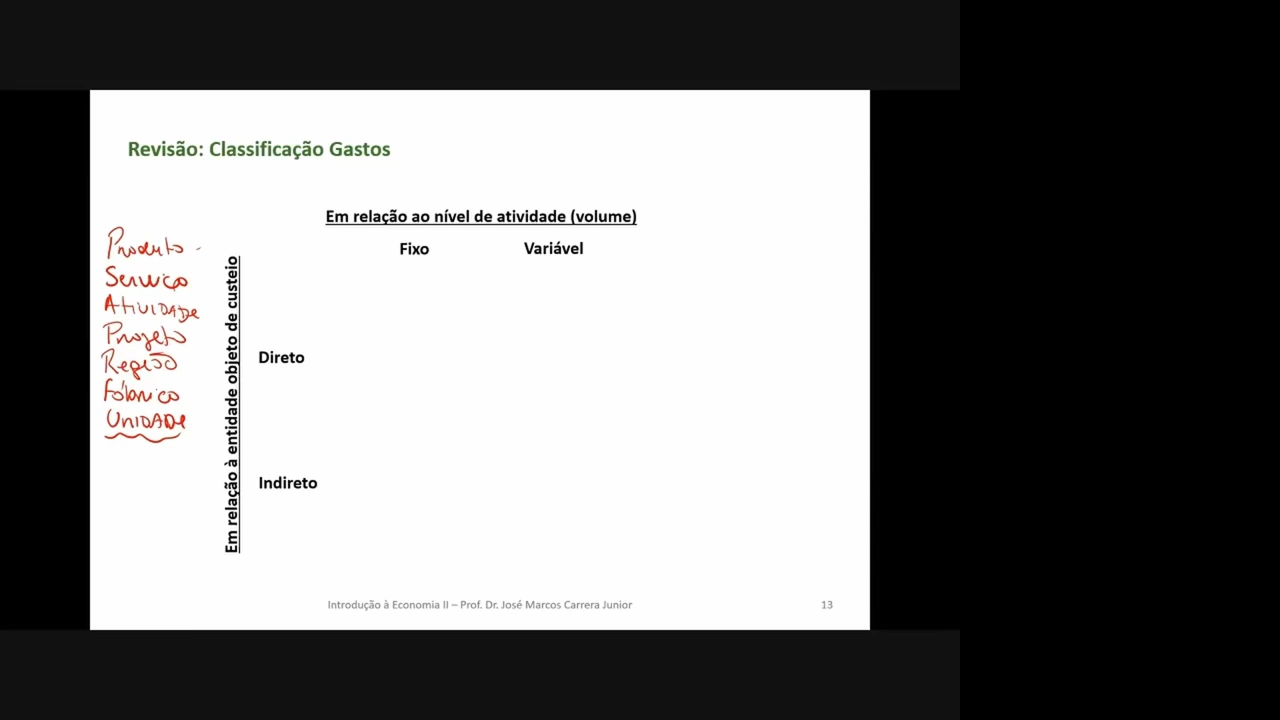 Revisão: Classificação Gastos
Em relação ao nível de atividade (volume)
Fixo Variável
Em relação à entidade objeto de custeio
Direto
Indireto
Produto
Serviço
Atividade
Projeto
Região
Fábrica
Unidade
Introdução à Economia II – Prof. Dr. José Marcos Carrera Junior 13